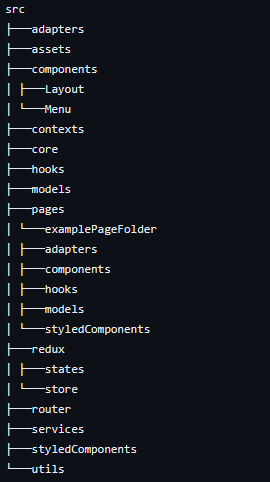 src
├───adapters
├───assets
├───components
│ ├───Layout
│ └───Menu
├───contexts
├───core
├───hooks
├───models
├───pages
│ └───examplePageFolder
│ ├───adapters
│ ├───components
│ ├───hooks
│ ├───models
│ └───styledComponents
├───redux
│ ├───states
│ └───store
├───router
├───services
├───styledComponents
└───utils